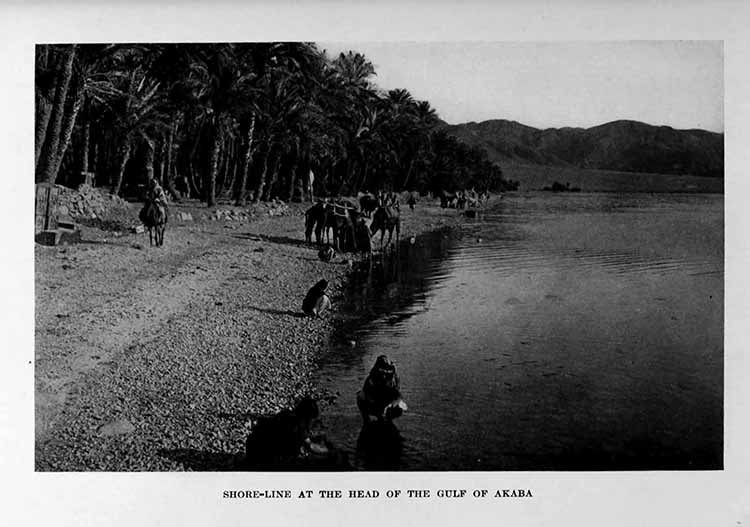 SHORE-LINE AT THE HEAD OF THE GULF OF AKABA